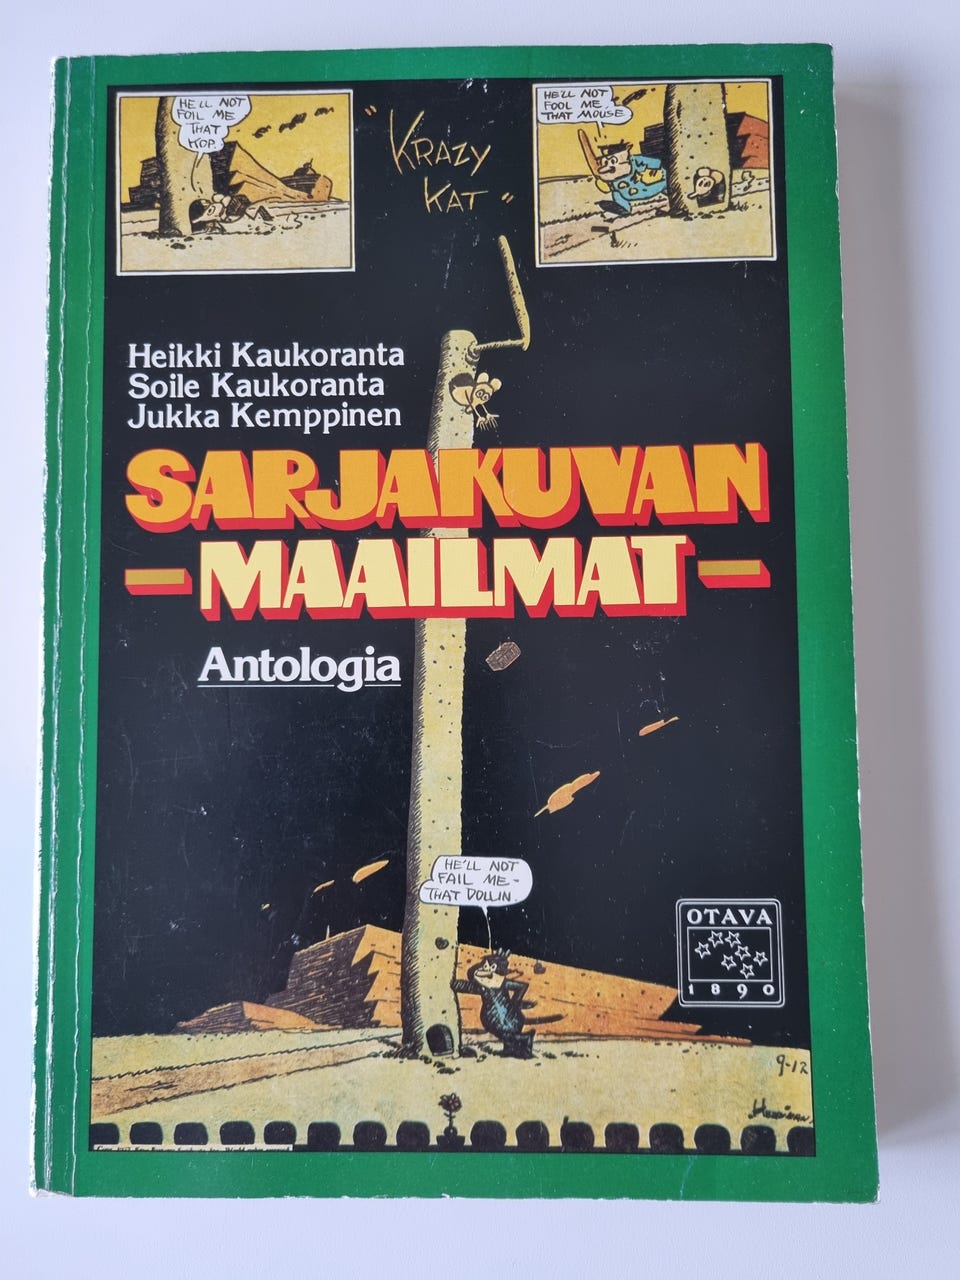 HE'LL NOT
FOIL ME
THAT
KOP.
"KRAZY
KAT"
HE'LL NOT
FOOL ME,
THAT MOUSE.
Heikki Kaukoranta
Soile Kaukoranta
Jukka Kemppinen
SARJAKUVAN
-MAAILMAT-
Antologia
HE'LL NOT
FAIL ME-
THAT DOLLIN.
OTAVA
1890
9-12
Herriman